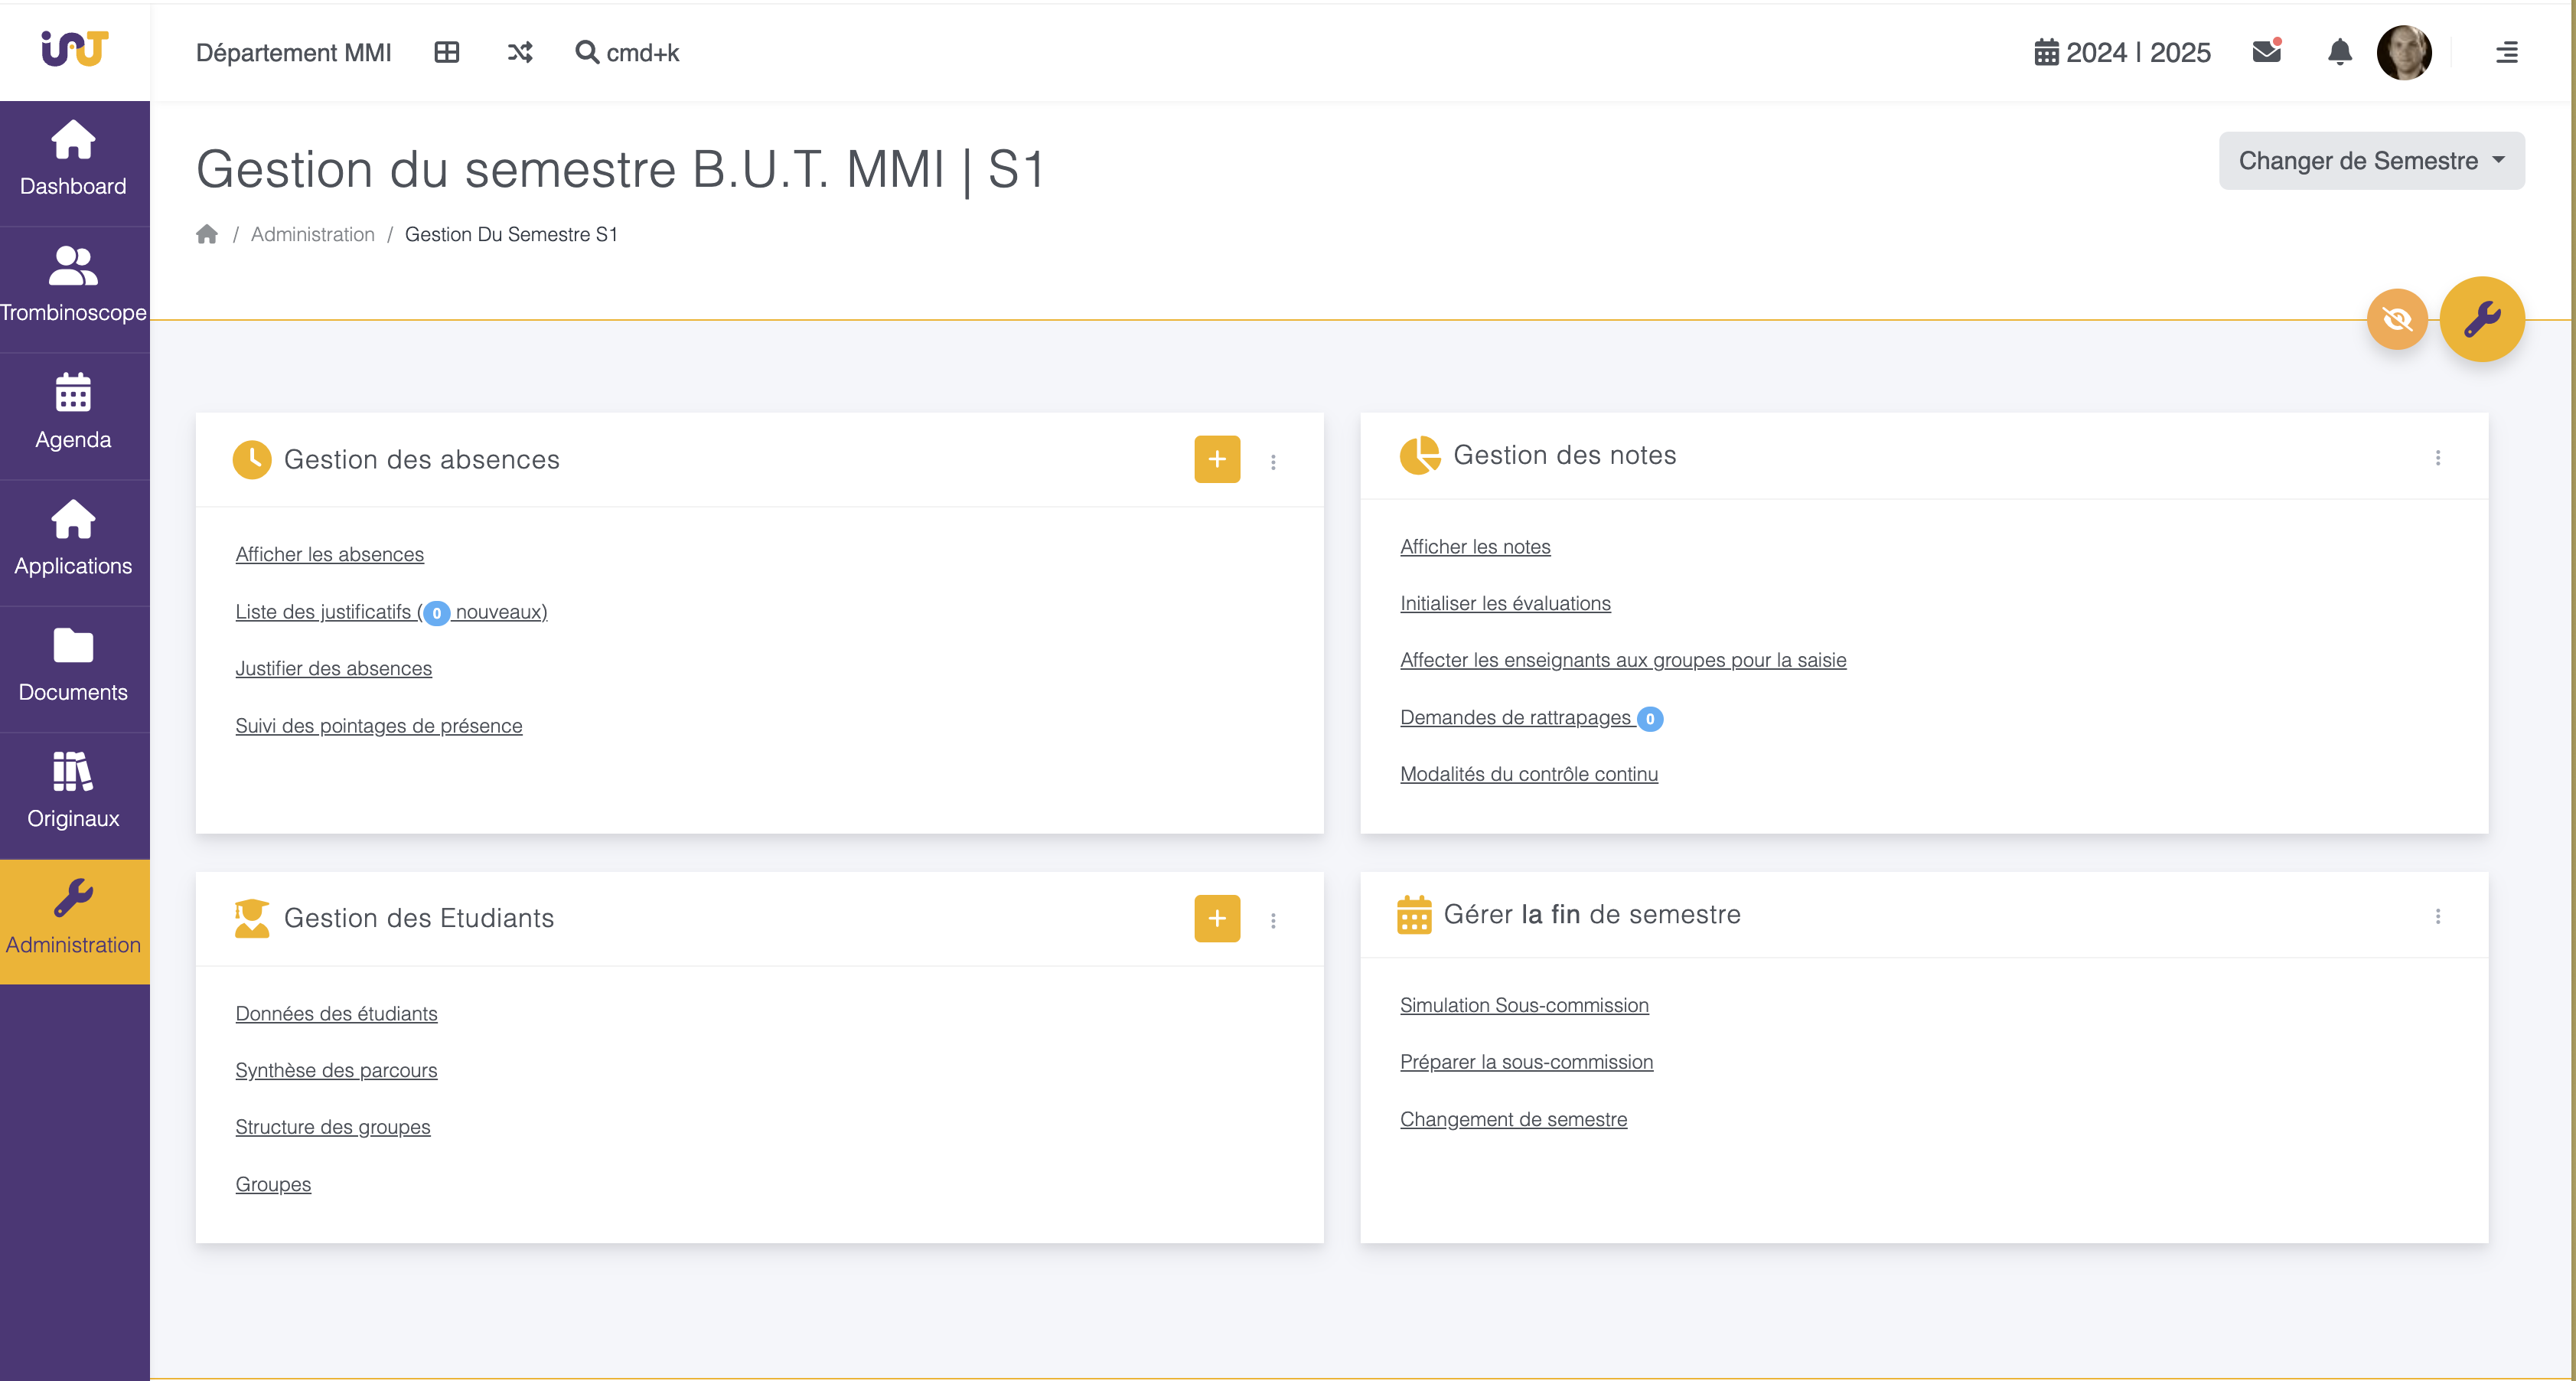 iUT
Département MMI
cmd+k
2024 | 2025
Dashboard
Trombinoscope
Agenda
Applications
Documents
Originaux
Administration
Gestion du semestre B.U.T. MMI | S1
Changer de Semestre
/ Administration / Gestion Du Semestre S1
Gestion des absences
+
Afficher les absences
Liste des justificatifs (0 nouveaux)
Justifier des absences
Suivi des pointages de présence
Gestion des notes
Afficher les notes
Initialiser les évaluations
Affecter les enseignants aux groupes pour la saisie
Demandes de rattrapages 0
Modalités du contrôle continu
Gestion des Etudiants
+
Données des étudiants
Synthèse des parcours
Structure des groupes
Groupes
Gérer la fin de semestre
Simulation Sous-commission
Préparer la sous-commission
Changement de semestre